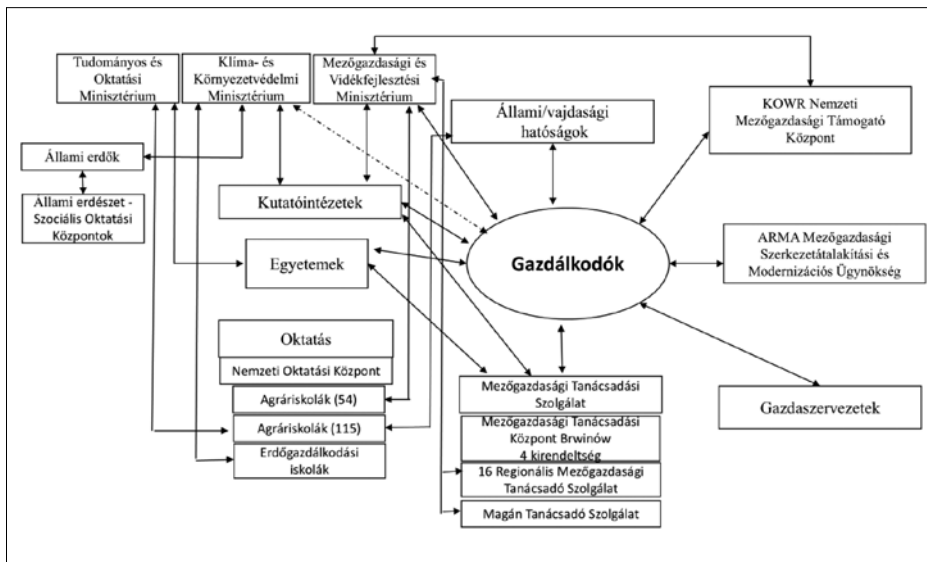 Tudományos és
Oktatási
Minisztérium
Klíma- és
Környezetvédelmi
Minisztérium
Mezőgazdasági és
Vidékfejlesztési
Minisztérium
Állami/vajdasági
hatóságok
KOWR Nemzeti
Mezőgazdasági Támogató
Központ
Állami erdők
Állami erdészet -
Szociális Oktatási
Központok
Kutatóintézetek
Egyetemek
Gazdálkodók
ARMA Mezőgazdasági
Szerkezetátalakítási és
Modernizációs Ügynökség
Oktatás
Nemzeti Oktatási Központ
Agráriskolák (54)
Agráriskolák (115)
Erdőgazdálkodási
iskolák
Mezőgazdasági Tanácsadási
Szolgálat
Mezőgazdasági Tanácsadási
Központ Brwinów
4 kirendeltség
16 Regionális Mezőgazdasági
Tanácsadó Szolgálat
Magán Tanácsadó Szolgálat
Gazdaszervezetek